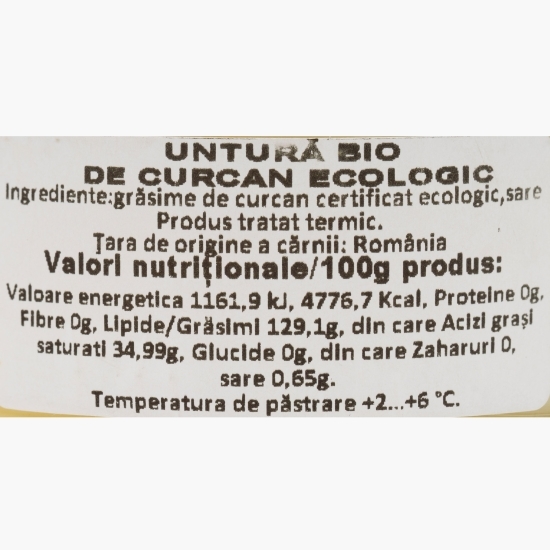 UNTURĂ BIO
DE CURCAN ECOLOGIC
Ingrediente:grăsime de curcan certificat ecologic,sare
Produs tratat termic.
Țara de origine a cărnii: România
Valori nutriționale/100g produs:
Valoare energetica 1161,9 kJ, 4776,7 Kcal, Proteine 0g,
Fibre 0g, Lipide/Grăsimi 129,1g, din care Acizi grași
saturati 34,99g, Glucide 0g, din care Zaharuri 0,
sare 0,65g.
Temperatura de păstrare +2...+6 °C.